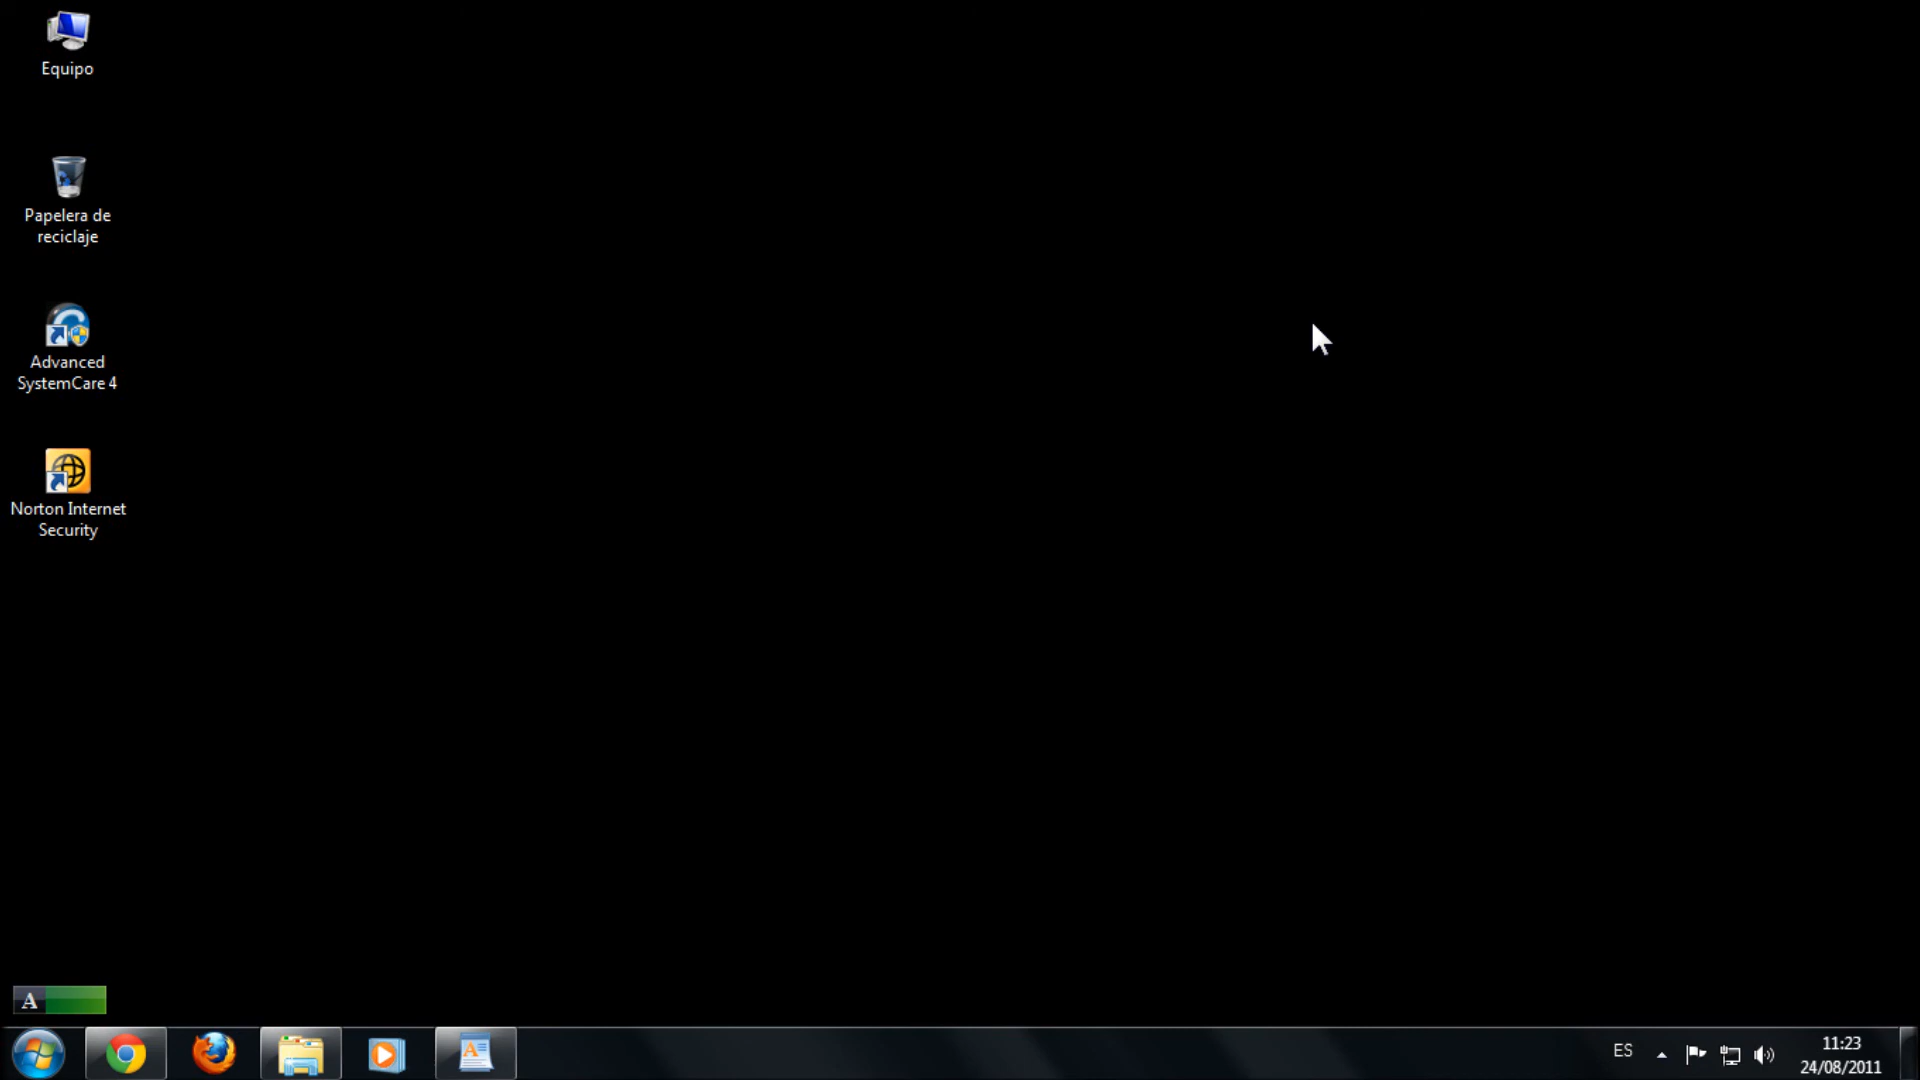 Equipo
Papelera de
reciclaje
Advanced
SystemCare 4
Norton Internet
Security
A
ES
11:23
24/08/2011